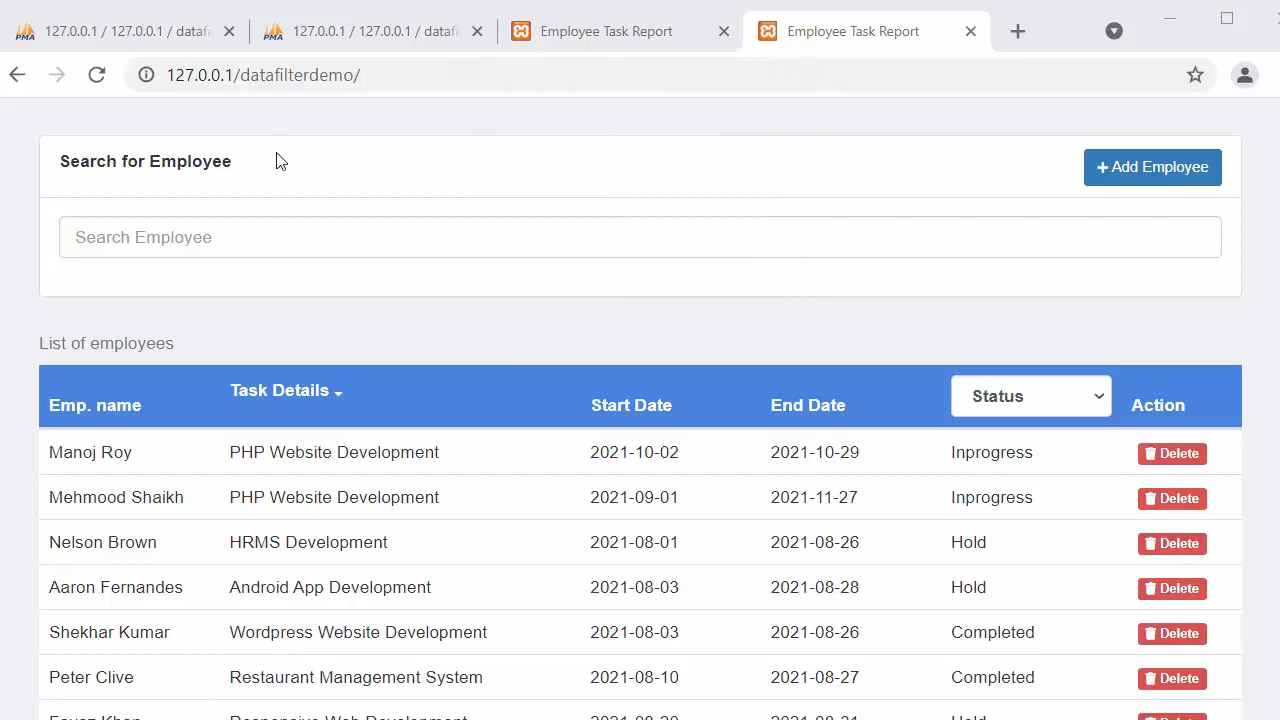 PMA 127.0.0.1 / 127.0.0.1 / datafi PMA 127.0.0.1 / 127.0.0.1 / datafi Employee Task Report Employee Task Report
127.0.0.1/datafilterdemo/
Search for Employee
+ Add Employee
Search Employee
List of employees
Emp. name Task Details Start Date End Date Status Action
Manoj Roy PHP Website Development 2021-10-02 2021-10-29 Inprogress Delete
Mehmood Shaikh PHP Website Development 2021-09-01 2021-11-27 Inprogress Delete
Nelson Brown HRMS Development 2021-08-01 2021-08-26 Hold Delete
Aaron Fernandes Android App Development 2021-08-03 2021-08-28 Hold Delete
Shekhar Kumar Wordpress Website Development 2021-08-03 2021-08-26 Completed Delete
Peter Clive Restaurant Management System 2021-08-10 2021-08-27 Completed Delete